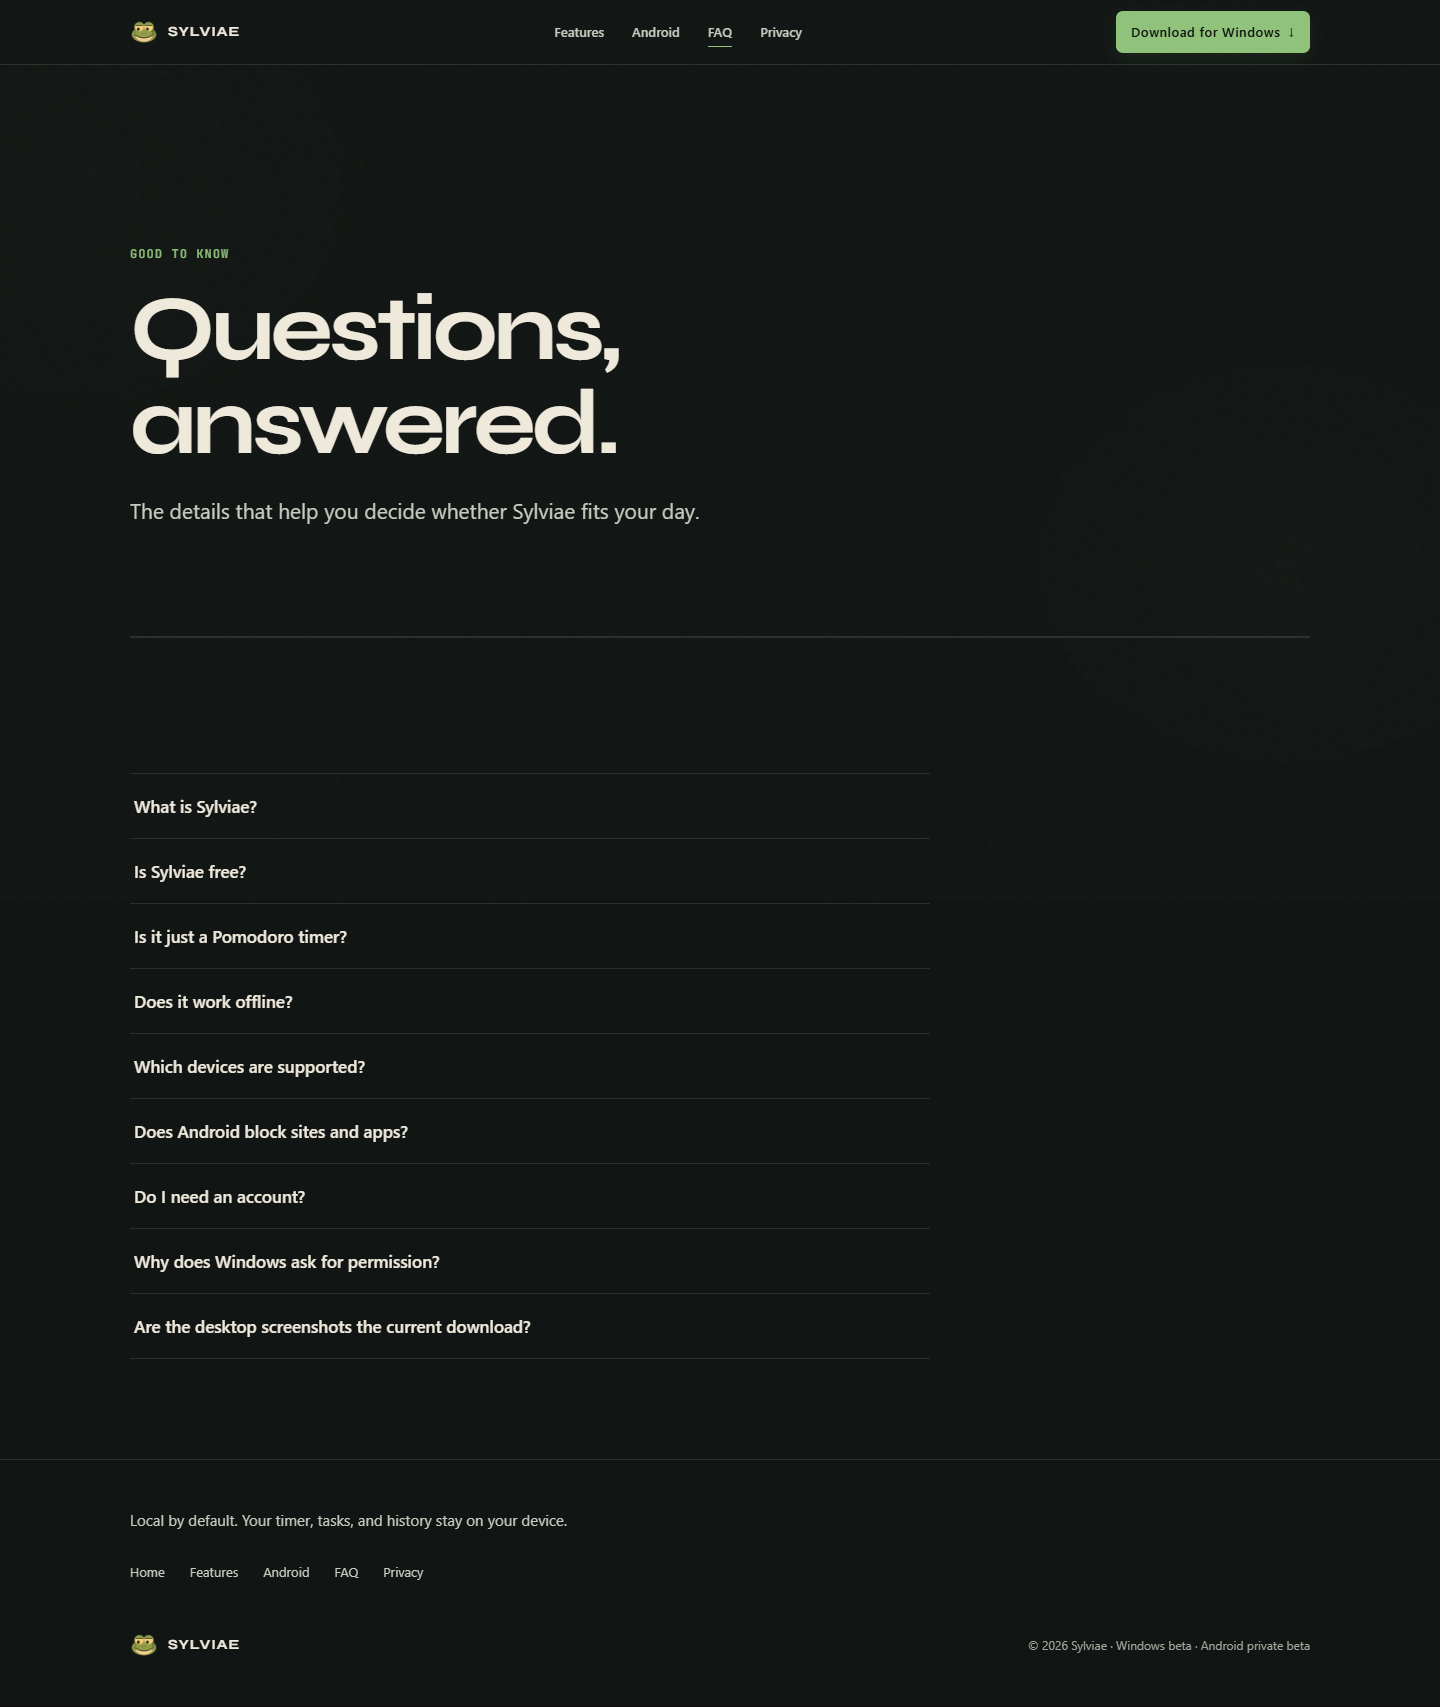 SYLVIAE
Features Android FAQ Privacy
Download for Windows ↓
GOOD TO KNOW
Questions,
answered.
The details that help you decide whether Sylviae fits your day.
What is Sylviae?
Is Sylviae free?
Is it just a Pomodoro timer?
Does it work offline?
Which devices are supported?
Does Android block sites and apps?
Do I need an account?
Why does Windows ask for permission?
Are the desktop screenshots the current download?
Local by default. Your timer, tasks, and history stay on your device.
Home Features Android FAQ Privacy
SYLVIAE
© 2026 Sylviae · Windows beta · Android private beta